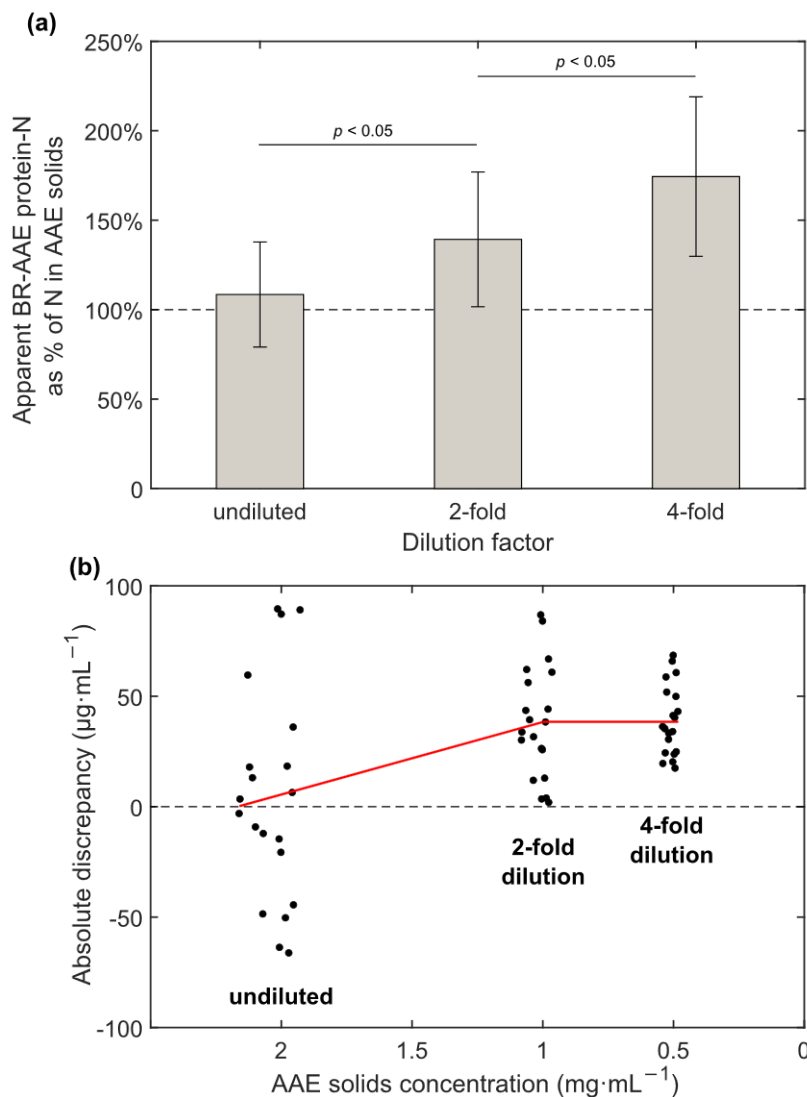 (a)
250%
200%
150%
100%
50%
0
Apparent BR-AAE protein-N
as % of N in AAE solids
p < 0.05
p < 0.05
undiluted
2-fold
4-fold
Dilution factor
(b)
100
50
0
-50
-100
Absolute discrepancy (µg·mL⁻¹)
2-fold
dilution
4-fold
dilution
undiluted
2
1.5
1
0.5
0
AAE solids concentration (mg·mL⁻¹)